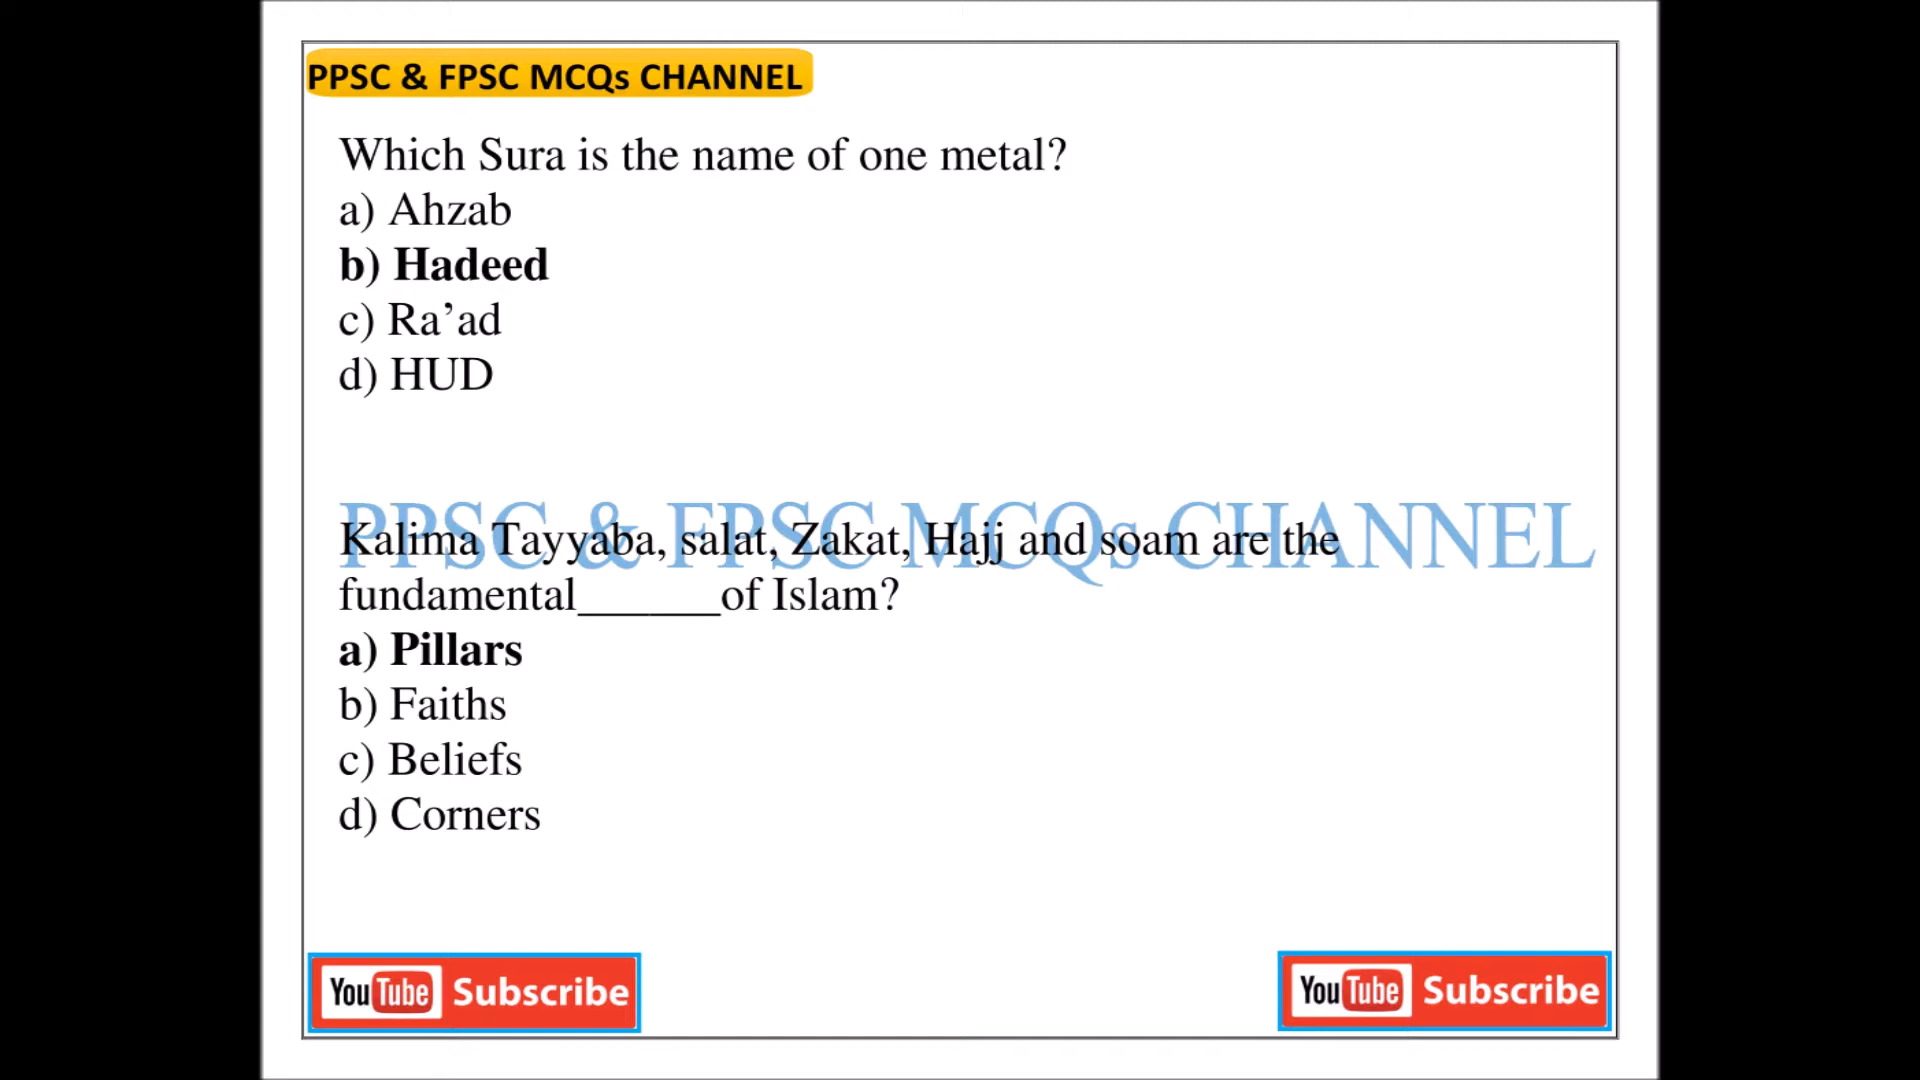 PPSC & FPSC MCQs CHANNEL
Which Sura is the name of one metal?
a) Ahzab
b) Hadeed
c) Ra’ad
d) HUD
PPSC & FPSC MCQs CHANNEL
Kalima Tayyaba, salat, Zakat, Hajj and soam are the
fundamental______of Islam?
a) Pillars
b) Faiths
c) Beliefs
d) Corners
YouTube Subscribe
YouTube Subscribe